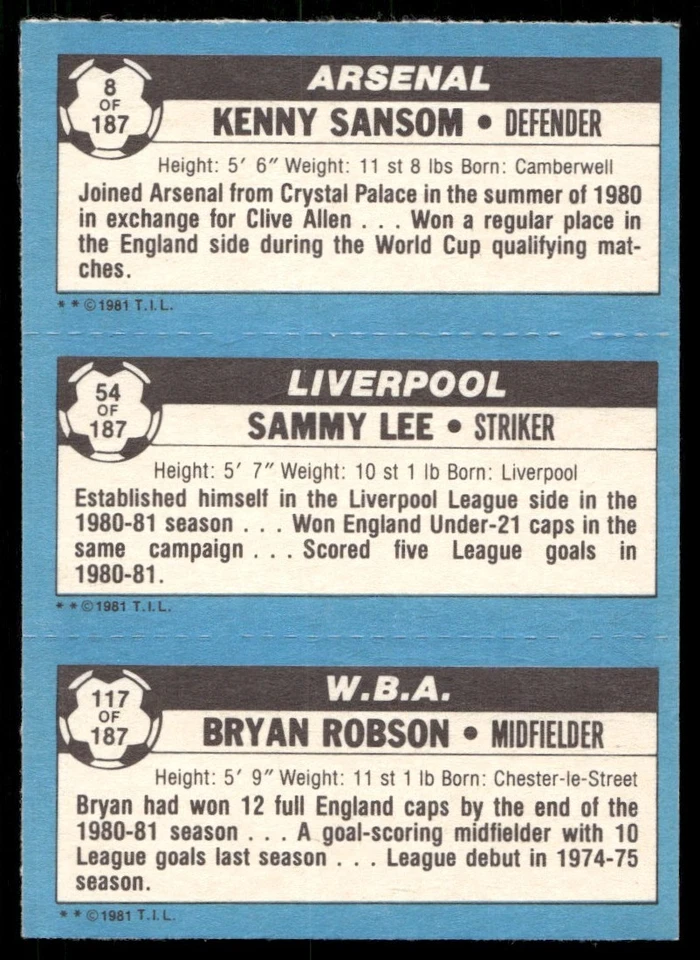 8
OF
187
ARSENAL
KENNY SANSOM • DEFENDER
Height: 5′ 6″ Weight: 11 st 8 lbs Born: Camberwell
Joined Arsenal from Crystal Palace in the summer of 1980
in exchange for Clive Allen . . . Won a regular place in
the England side during the World Cup qualifying mat-
ches.
* * ©1981 T.I.L.
54
OF
187
LIVERPOOL
SAMMY LEE • STRIKER
Height: 5′ 7″ Weight: 10 st 1 lb Born: Liverpool
Established himself in the Liverpool League side in the
1980-81 season . . . Won England Under-21 caps in the
same campaign . . . Scored five League goals in
1980-81.
* * ©1981 T.I.L.
117
OF
187
W.B.A.
BRYAN ROBSON • MIDFIELDER
Height: 5′ 9″ Weight: 11 st 1 lb Born: Chester-le-Street
Bryan had won 12 full England caps by the end of the
1980-81 season . . . A goal-scoring midfielder with 10
League goals last season . . . League debut in 1974-75
season.
* * ©1981 T.I.L.